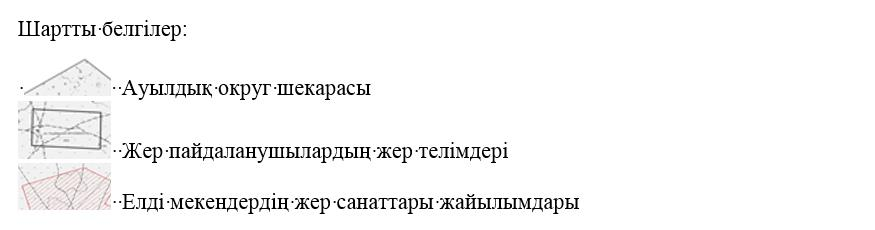 Шартты белгілер:
Ауылдық округ шекарасы
Жер пайдаланушылардың жер телімдері
Елді мекендердің жер санаттары жайылымдары